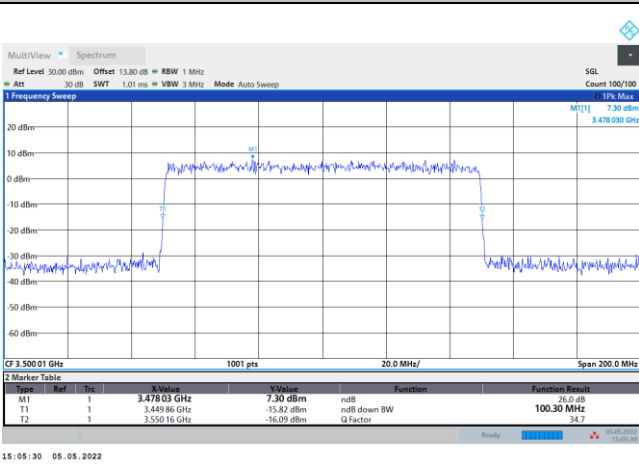 MultiView Spectrum
Ref Level 30.00 dBm Offset 13.80 dB RBW 1 MHz SGL
Att 30 dB SWT 1.01 ms VBW 3 MHz Mode Auto Sweep Count 100/100
1 Frequency Sweep 1Pk Max
M1[1] 7.30 dBm
3.478 030 GHz
20 dBm
M1
10 dBm
0 dBm
-10 dBm
T1 T2
-20 dBm
-30 dBm
-40 dBm
-50 dBm
-60 dBm
CF 3.500 01 GHz 1001 pts 20.0 MHz/ Span 200.0 MHz
2 Marker Table
Type Ref Trc X-Value Y-Value Function Function Result
M1 1 3.478 03 GHz 7.30 dBm ndB 26.0 dB
T1 1 3.449 86 GHz -15.82 dBm ndB down BW 100.30 MHz
T2 1 3.550 16 GHz -16.09 dBm Q Factor 34.7
Ready 05.05.2022
15:05:30
15:05:30 05.05.2022